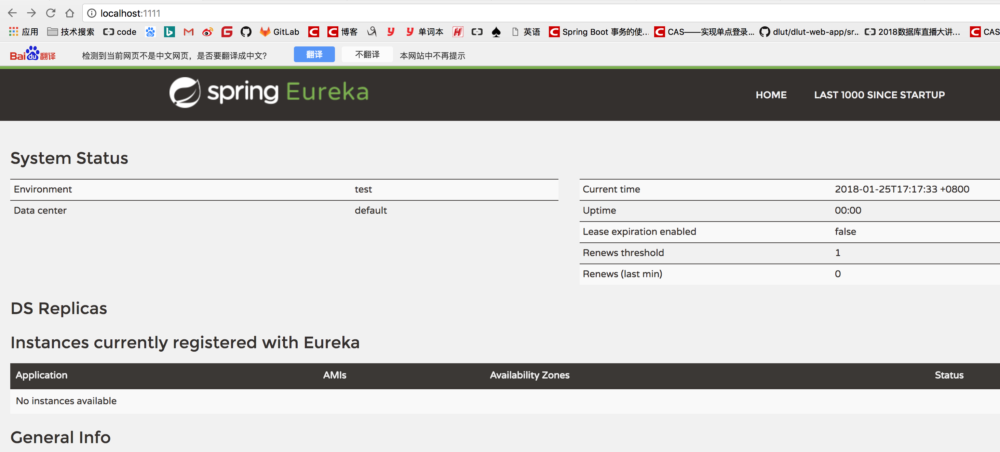 localhost:1111
应用 技术搜索 code GitLab 博客 单词本 英语 Spring Boot 事务的使... CAS——实现单点登录... dlut/dlut-web-app/sr... 2018数据库直播大讲... CAS
Baidu翻译 检测到当前网页不是中文网页，是否要翻译成中文? 翻译 不翻译 本网站中不再提示
spring Eureka HOME LAST 1000 SINCE STARTUP
System Status
Environment test
Data center default
Current time 2018-01-25T17:17:33 +0800
Uptime 00:00
Lease expiration enabled false
Renews threshold 1
Renews (last min) 0
DS Replicas
Instances currently registered with Eureka
Application AMIs Availability Zones Status
No instances available
General Info